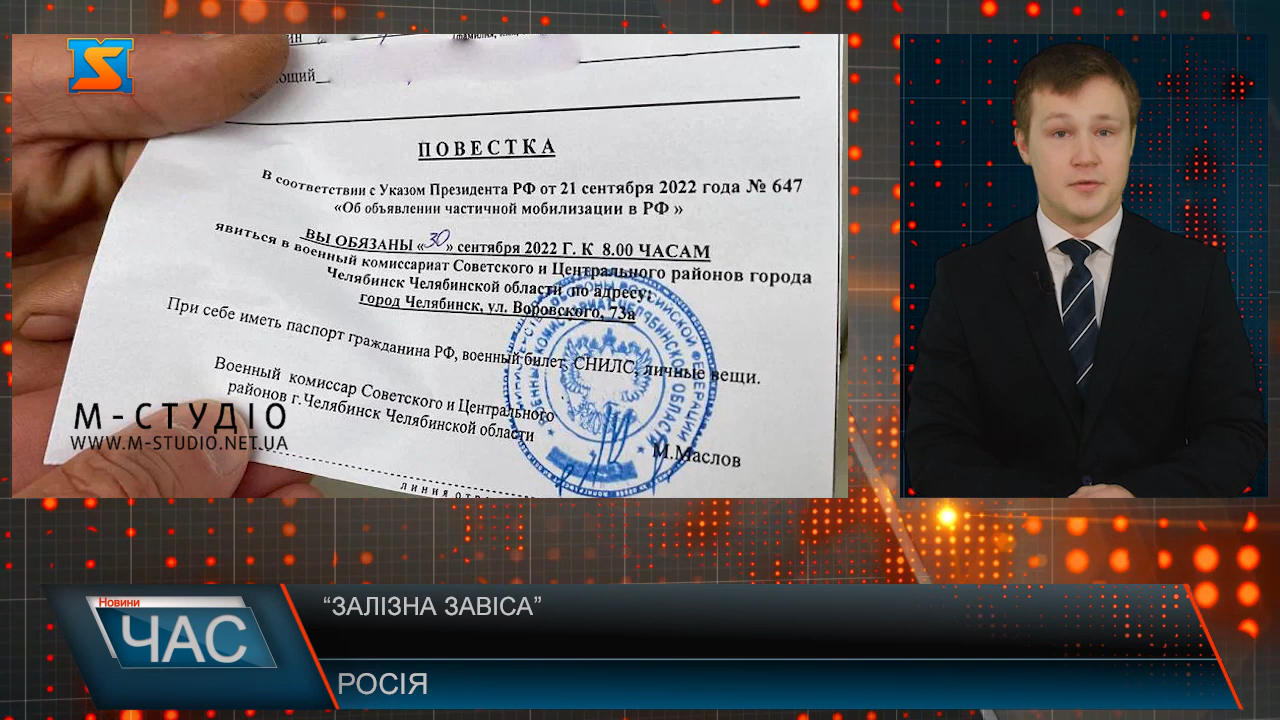 ПОВЕСТКА
В соответствии с Указом Президента РФ от 21 сентября 2022 года № 647
«Об объявлении частичной мобилизации в РФ »
ВЫ ОБЯЗАНЫ «30» сентября 2022 Г. К 8.00 ЧАСАМ
явиться в военный комиссариат Советского и Центрального районов города
Челябинск Челябинской области по адресу:
город Челябинск, ул. Воровского, 73а
При себе иметь паспорт гражданина РФ, военный билет, СНИЛС, личные вещи.
Военный комиссар Советского и Центрального
районов г.Челябинск Челябинской области
М.Маслов
М-СТУДІО
WWW.M-STUDIO.NET.UA
Новини
ЧАС
“ЗАЛІЗНА ЗАВІСА”
РОСІЯ